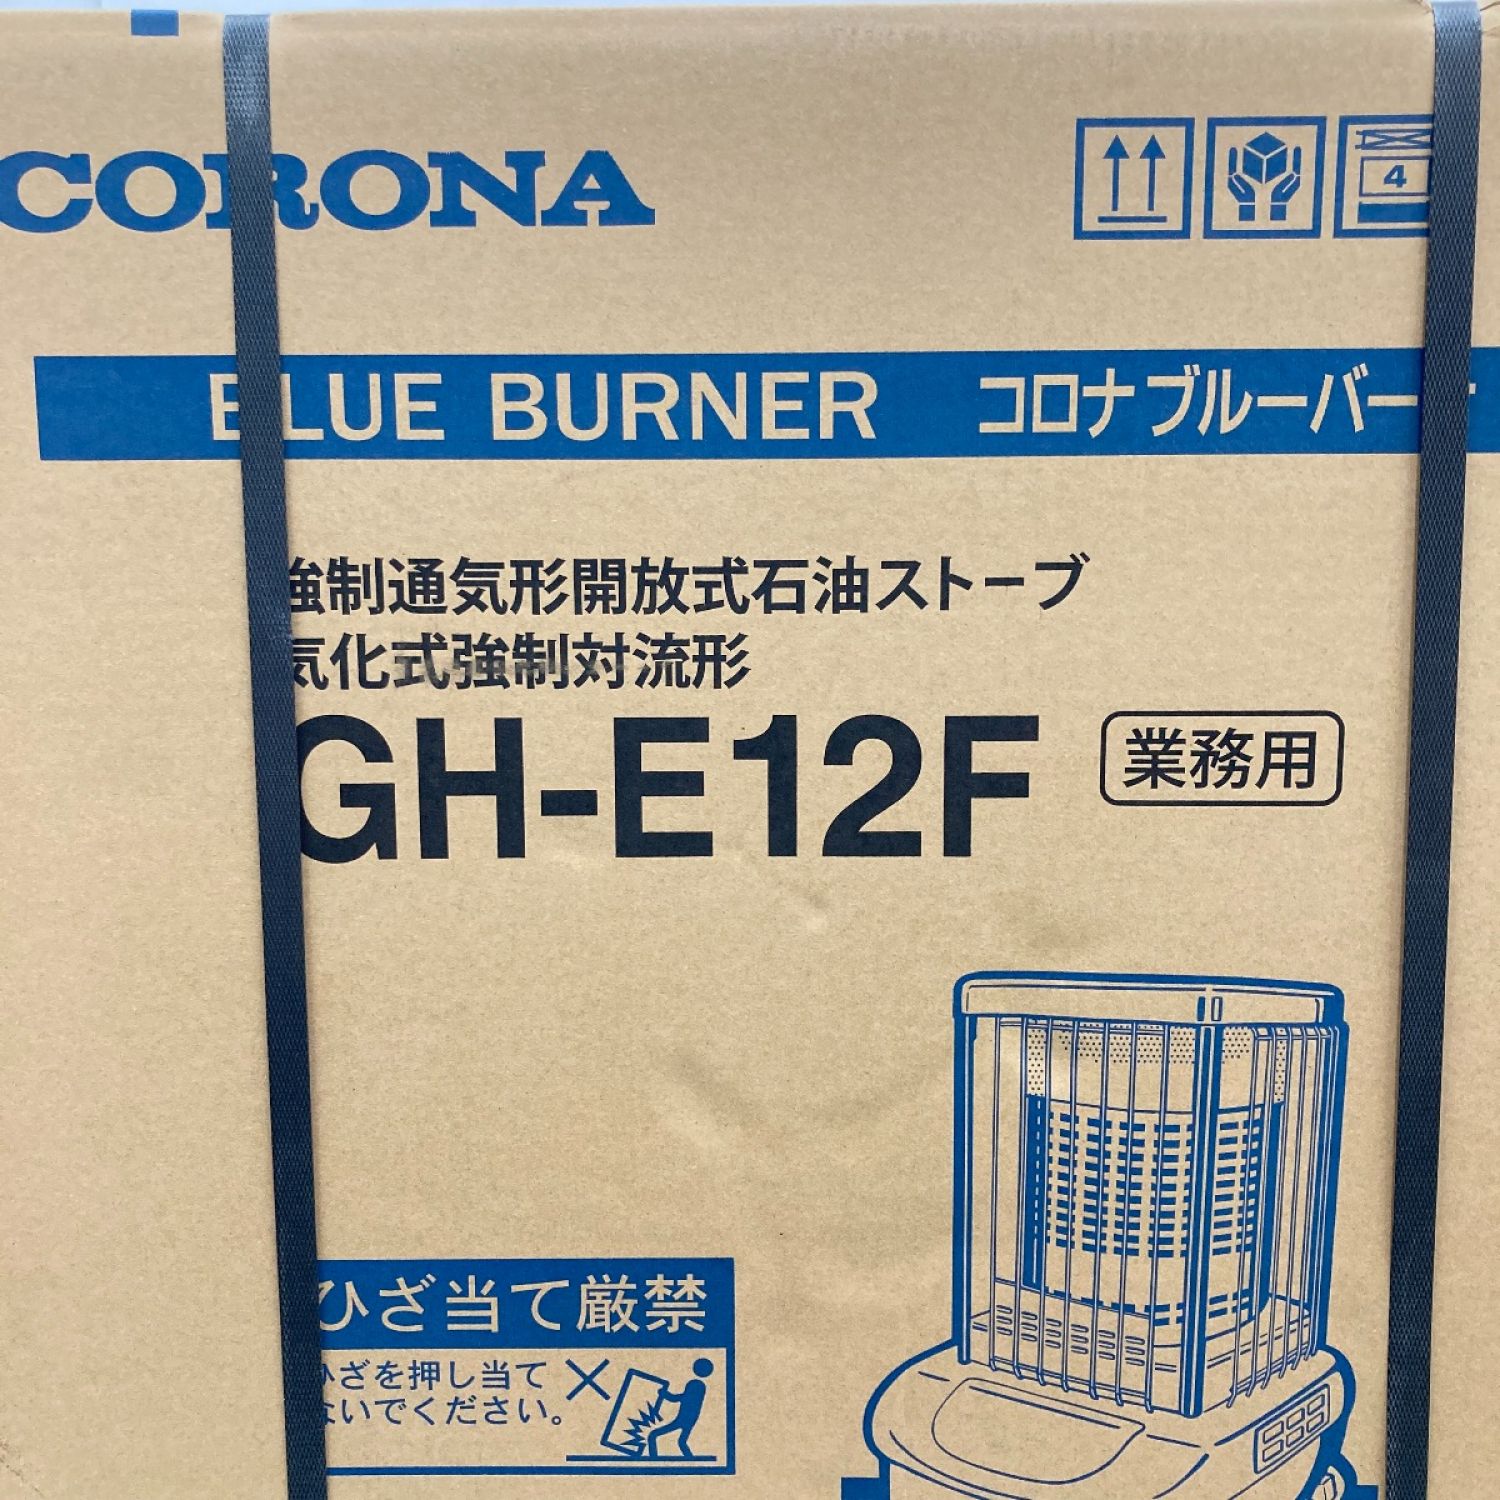 CORONA
4
BLUE BURNER コロナブルーバー
強制通気形開放式石油ストーブ
気化式強制対流形
GH-E12F 業務用
ひざ当て厳禁
ひざを押し当て
ないでください。